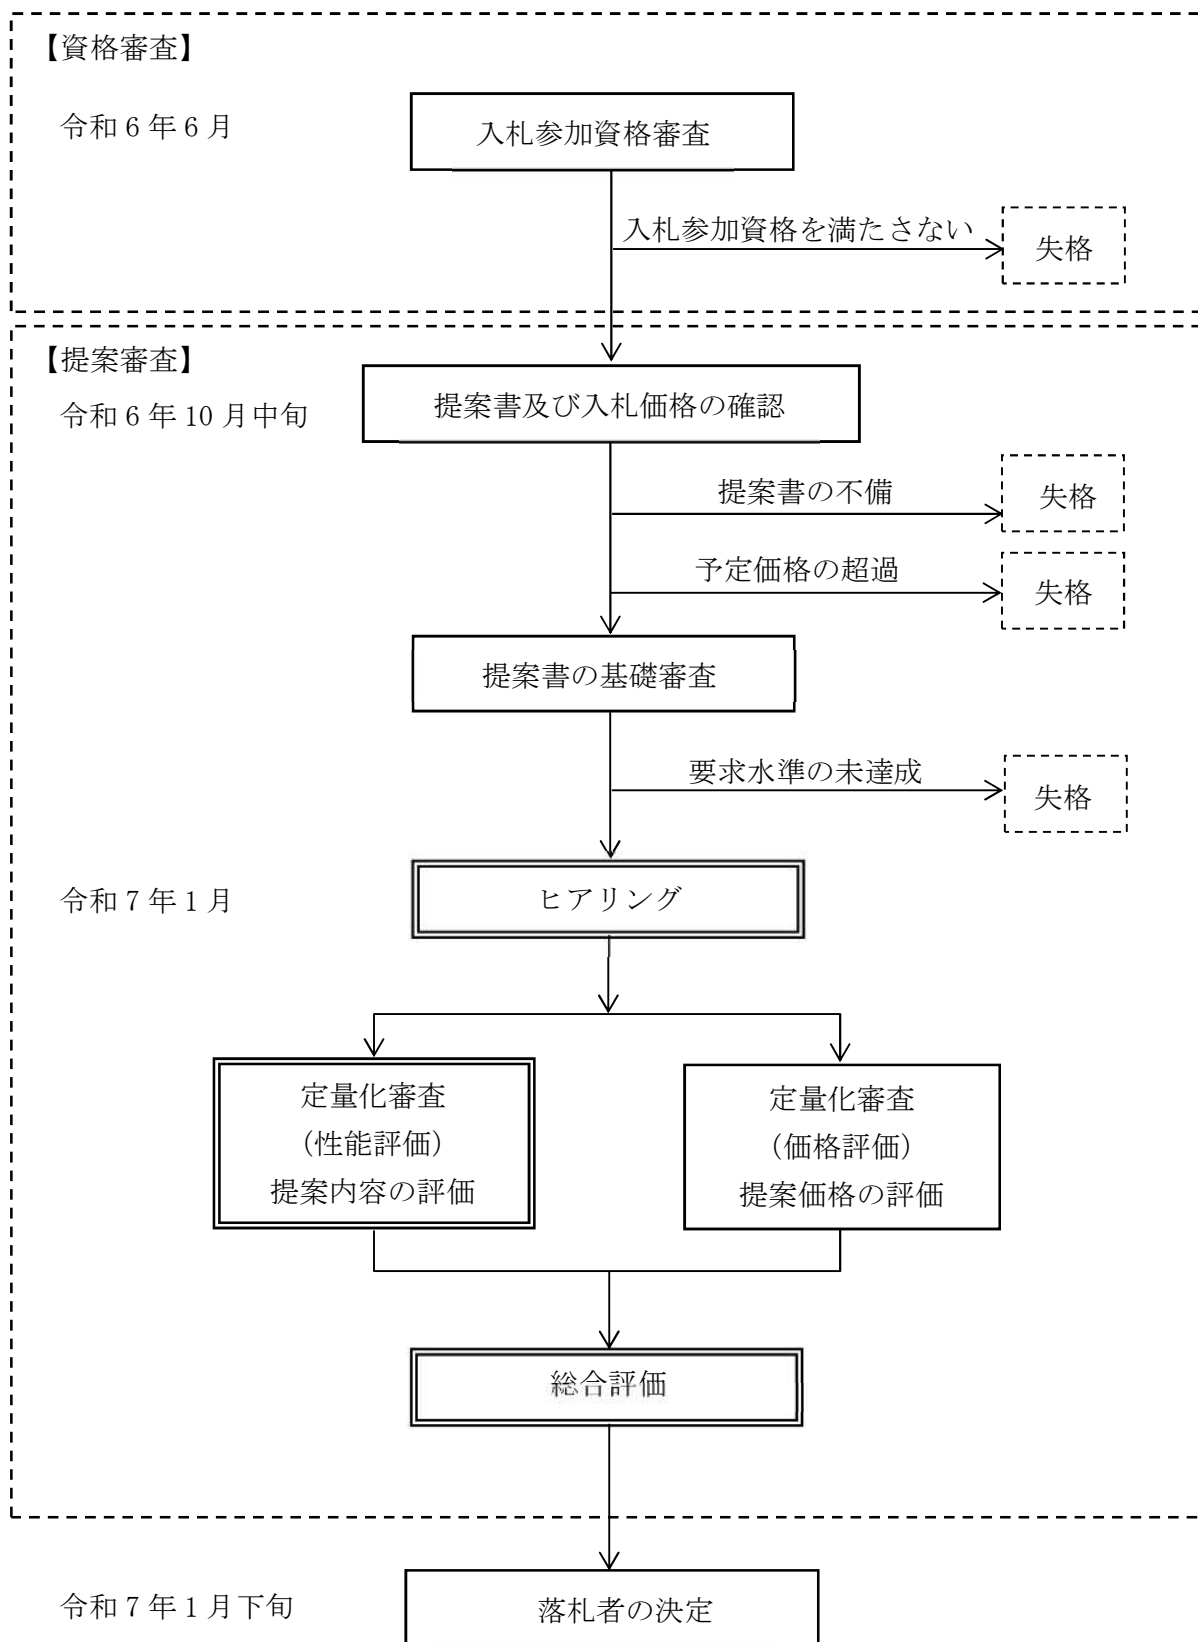 【資格審査】
令和6年6月
入札参加資格審査
入札参加資格を満たさない
失格
【提案審査】
令和6年10月中旬
提案書及び入札価格の確認
提案書の不備
失格
予定価格の超過
失格
提案書の基礎審査
要求水準の未達成
失格
令和7年1月
ヒアリング
定量化審査
(性能評価)
提案内容の評価
定量化審査
(価格評価)
提案価格の評価
総合評価
令和7年1月下旬
落札者の決定